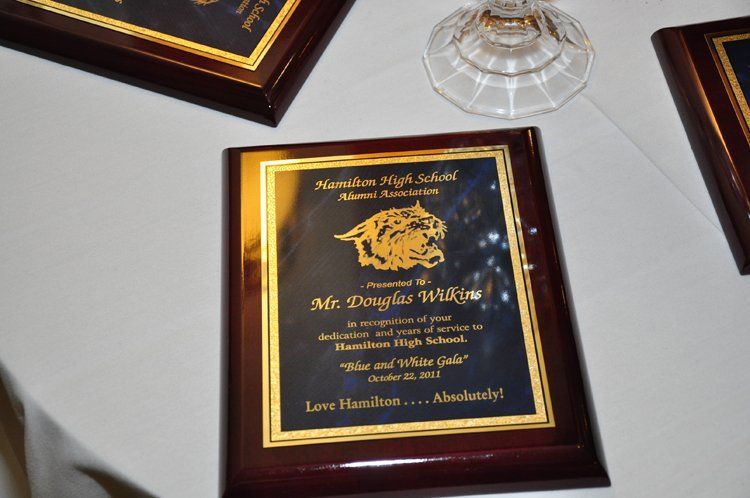 Hamilton High School
Alumni Association
- Presented To -
Mr. Douglas Wilkins
in recognition of your
dedication and years of service to
Hamilton High School.
"Blue and White Gala"
October 22, 2011
Love Hamilton . . . . Absolutely!
School